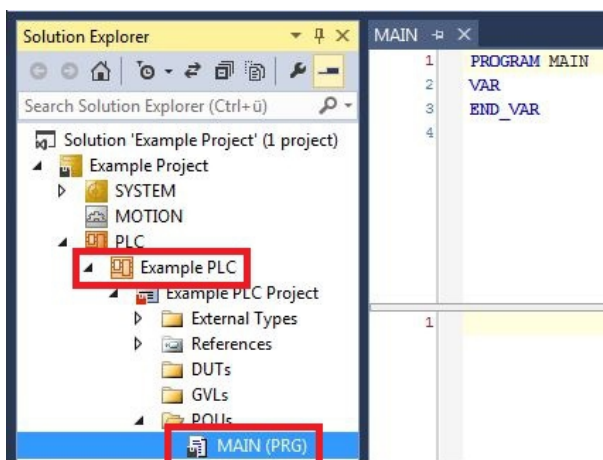 Solution Explorer
Search Solution Explorer (Ctrl+ü)
Solution 'Example Project' (1 project)
Example Project
SYSTEM
MOTION
PLC
Example PLC
Example PLC Project
External Types
References
DUTs
GVLs
POUs
MAIN (PRG)
MAIN
1 PROGRAM MAIN
2 VAR
3 END_VAR
4
1